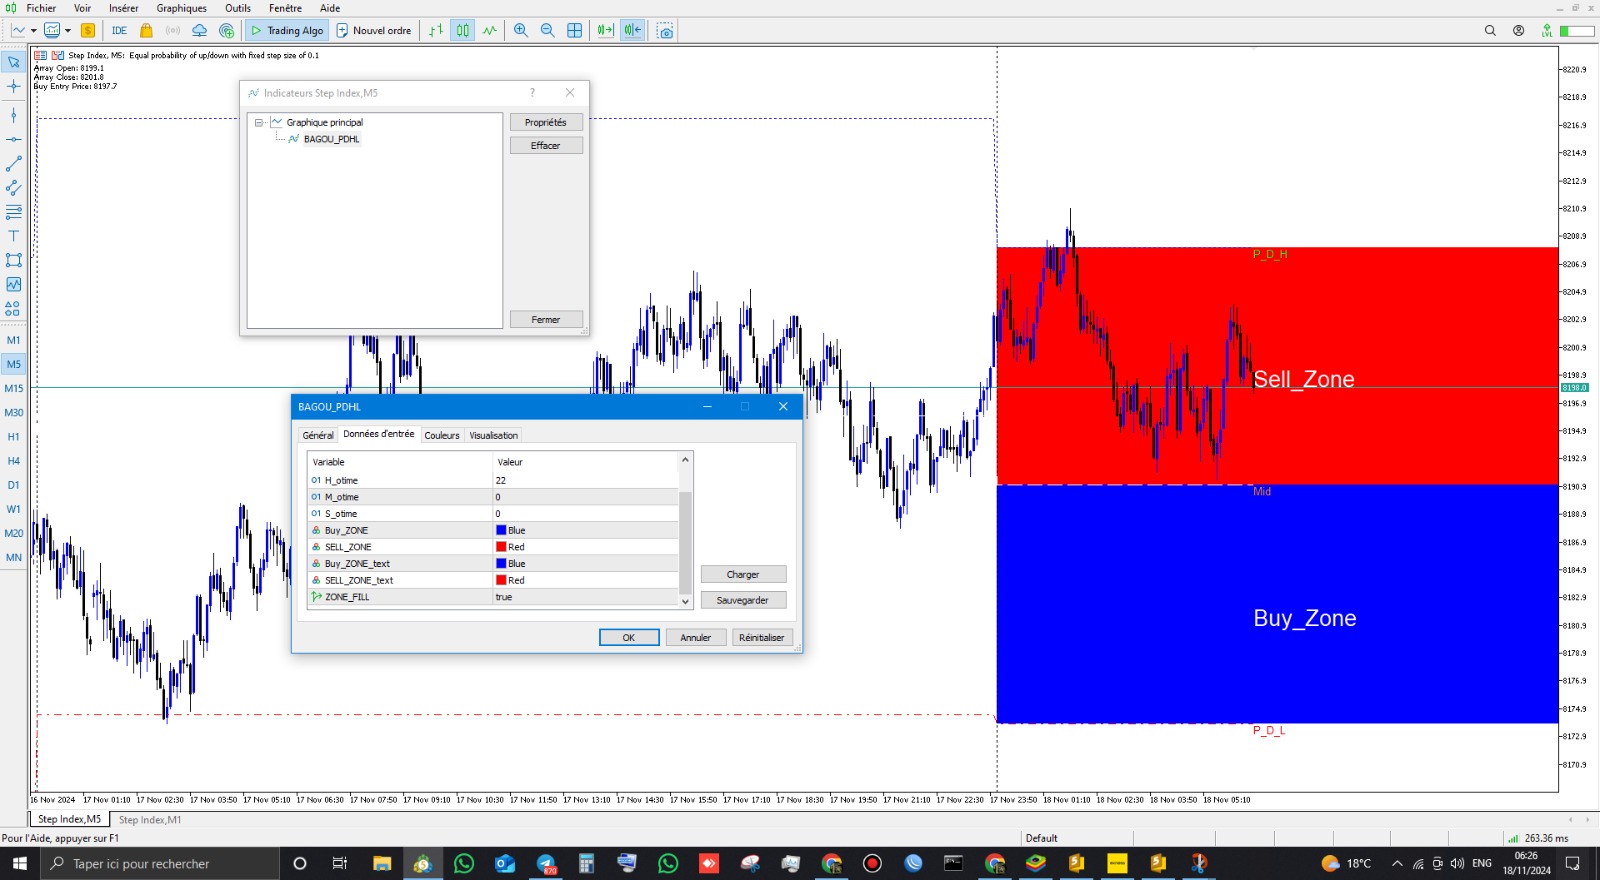 Fichier Voir Insérer Graphiques Outils Fenêtre Aide
IDE Trading Algo Nouvel ordre LVL
Step Index, M5: Equal probability of up/down with fixed step size of 0.1
Array Open: 8199.1
Array Close: 8201.8
Buy Entry Price: 8197.7
Indicateurs Step Index,M5 ?
Graphique principal
BAGOU_PDHL
Propriétés
Effacer
Fermer
BAGOU_PDHL
Général Données d'entrée Couleurs Visualisation
Variable Valeur
H_otime 22
M_otime 0
S_otime 0
Buy_ZONE Blue
SELL_ZONE Red
Buy_ZONE_text Blue
SELL_ZONE_text Red
ZONE_FILL true
Charger
Sauvegarder
OK Annuler Réinitialiser
P_D_H
Sell_Zone
Mid
Buy_Zone
P_D_L
8220.9
8218.9
8216.9
8214.9
8212.9
8210.9
8208.9
8206.9
8204.9
8202.9
8200.9
8198.9
8198.0
8196.9
8194.9
8192.9
8190.9
8188.9
8186.9
8184.9
8182.9
8180.9
8178.9
8176.9
8174.9
8172.9
8170.9
T
M1
M5
M15
M30
H1
H4
D1
W1
M20
MN
16 Nov 2024 17 Nov 01:10 17 Nov 02:30 17 Nov 03:50 17 Nov 05:10 17 Nov 06:30 17 Nov 07:50 17 Nov 09:10 17 Nov 10:30 17 Nov 11:50 17 Nov 13:10 17 Nov 14:30 17 Nov 15:50 17 Nov 17:10 17 Nov 18:30 17 Nov 19:50 17 Nov 21:10 17 Nov 22:30 17 Nov 23:50 18 Nov 01:10 18 Nov 02:30 18 Nov 03:50 18 Nov 05:10
Step Index,M5 Step Index,M1
Pour l'Aide, appuyer sur F1 Default 263.36 ms
Taper ici pour rechercher 870 18°C ENG 06:26
18/11/2024